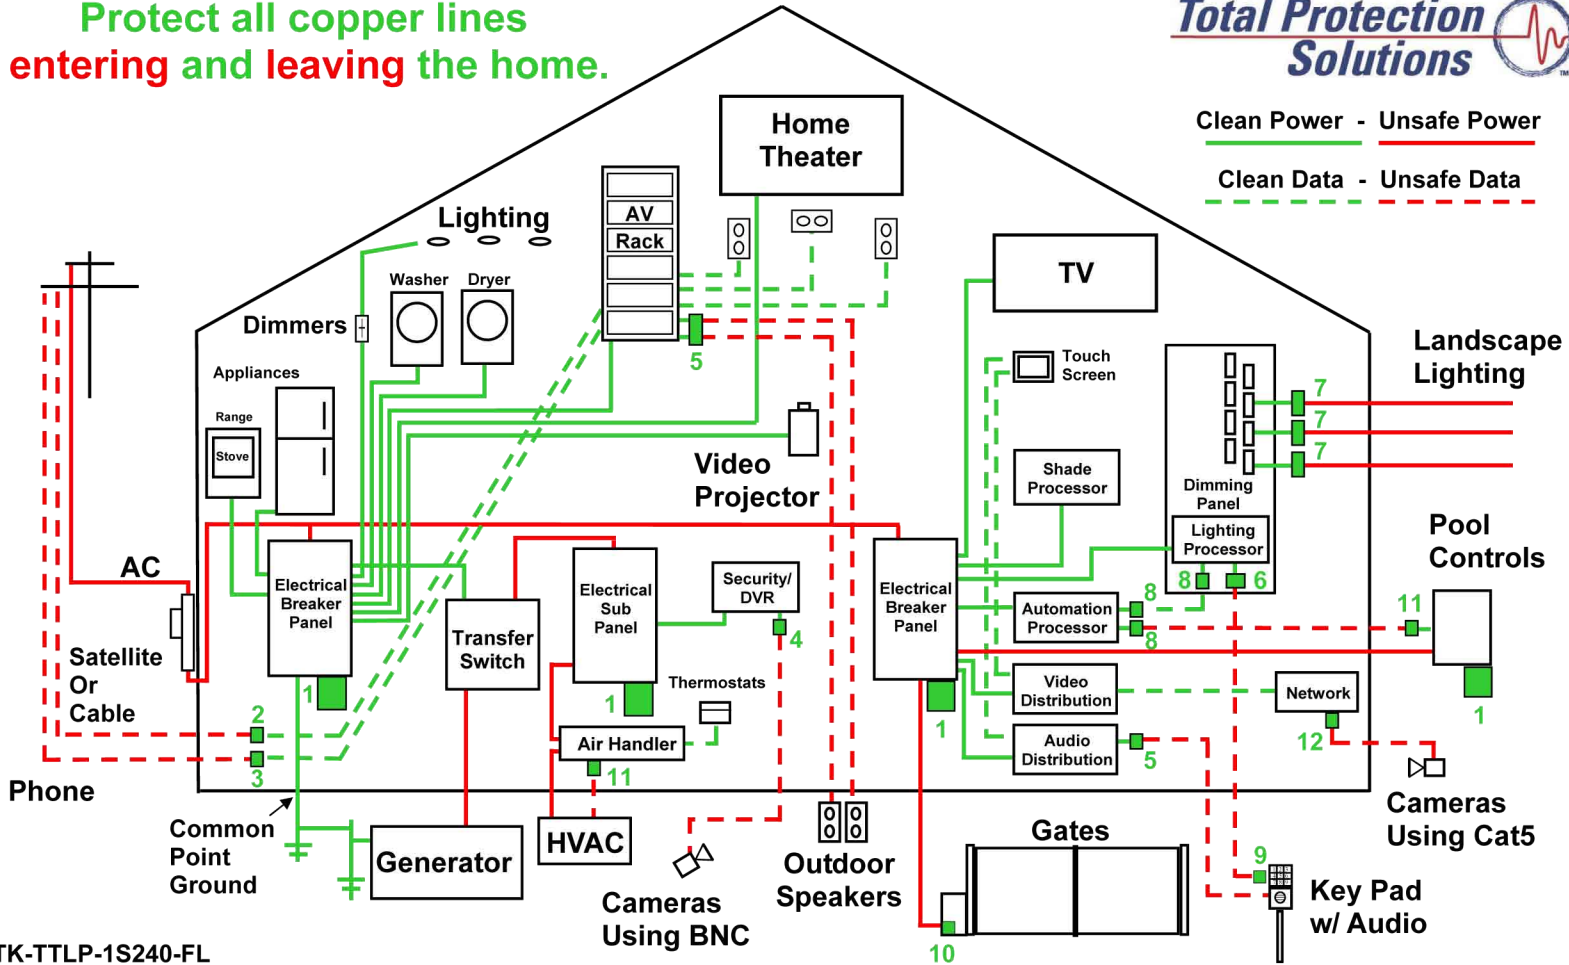 Protect all copper lines
entering and leaving the home.
Total Protection
Solutions
TM
Clean Power - Unsafe Power
Clean Data - Unsafe Data
Home
Theater
AV
Rack
Lighting
Washer
Dryer
Dimmers
Appliances
Range
Stove
5
TV
Touch
Screen
Landscape
Lighting
7
7
7
Video
Projector
Shade
Processor
Dimming
Panel
Lighting
Processor
8
6
Pool
Controls
AC
Electrical
Breaker
Panel
1
Transfer
Switch
Electrical
Sub
Panel
1
Security/
DVR
4
Thermostats
Air Handler
11
Electrical
Breaker
Panel
1
Automation
Processor
8
8
11
1
Video
Distribution
Network
12
Audio
Distribution
5
Satellite
Or
Cable
2
3
Phone
Common
Point
Ground
Generator
HVAC
Cameras
Using BNC
Outdoor
Speakers
Gates
10
9
Key Pad
w/ Audio
Cameras
Using Cat5
TK-TTLP-1S240-FL